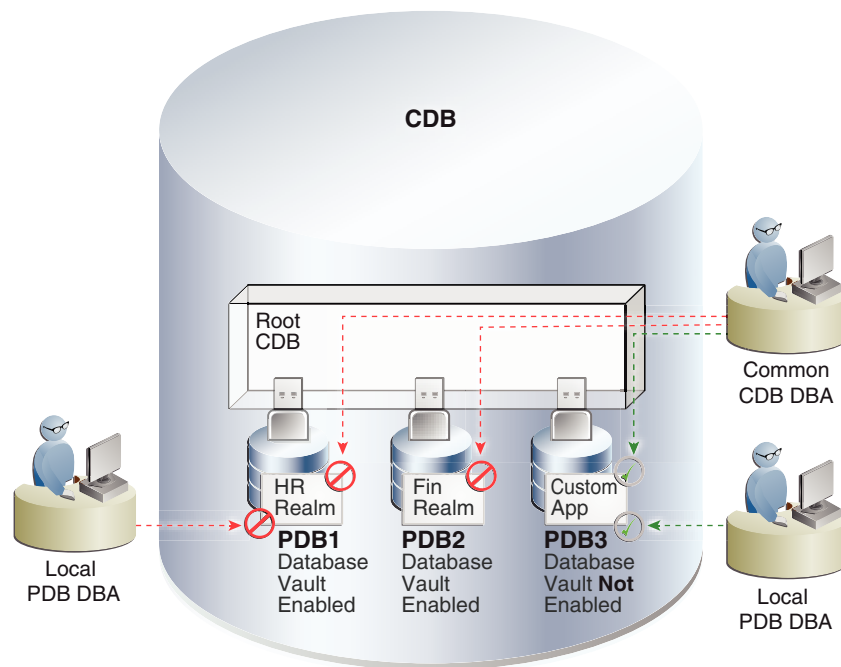 CDB
Root
CDB
Common
CDB DBA
HR
Realm
Fin
Realm
Custom
App
PDB1
Database
Vault
Enabled
PDB2
Database
Vault
Enabled
PDB3
Database
Vault Not
Enabled
Local
PDB DBA
Local
PDB DBA